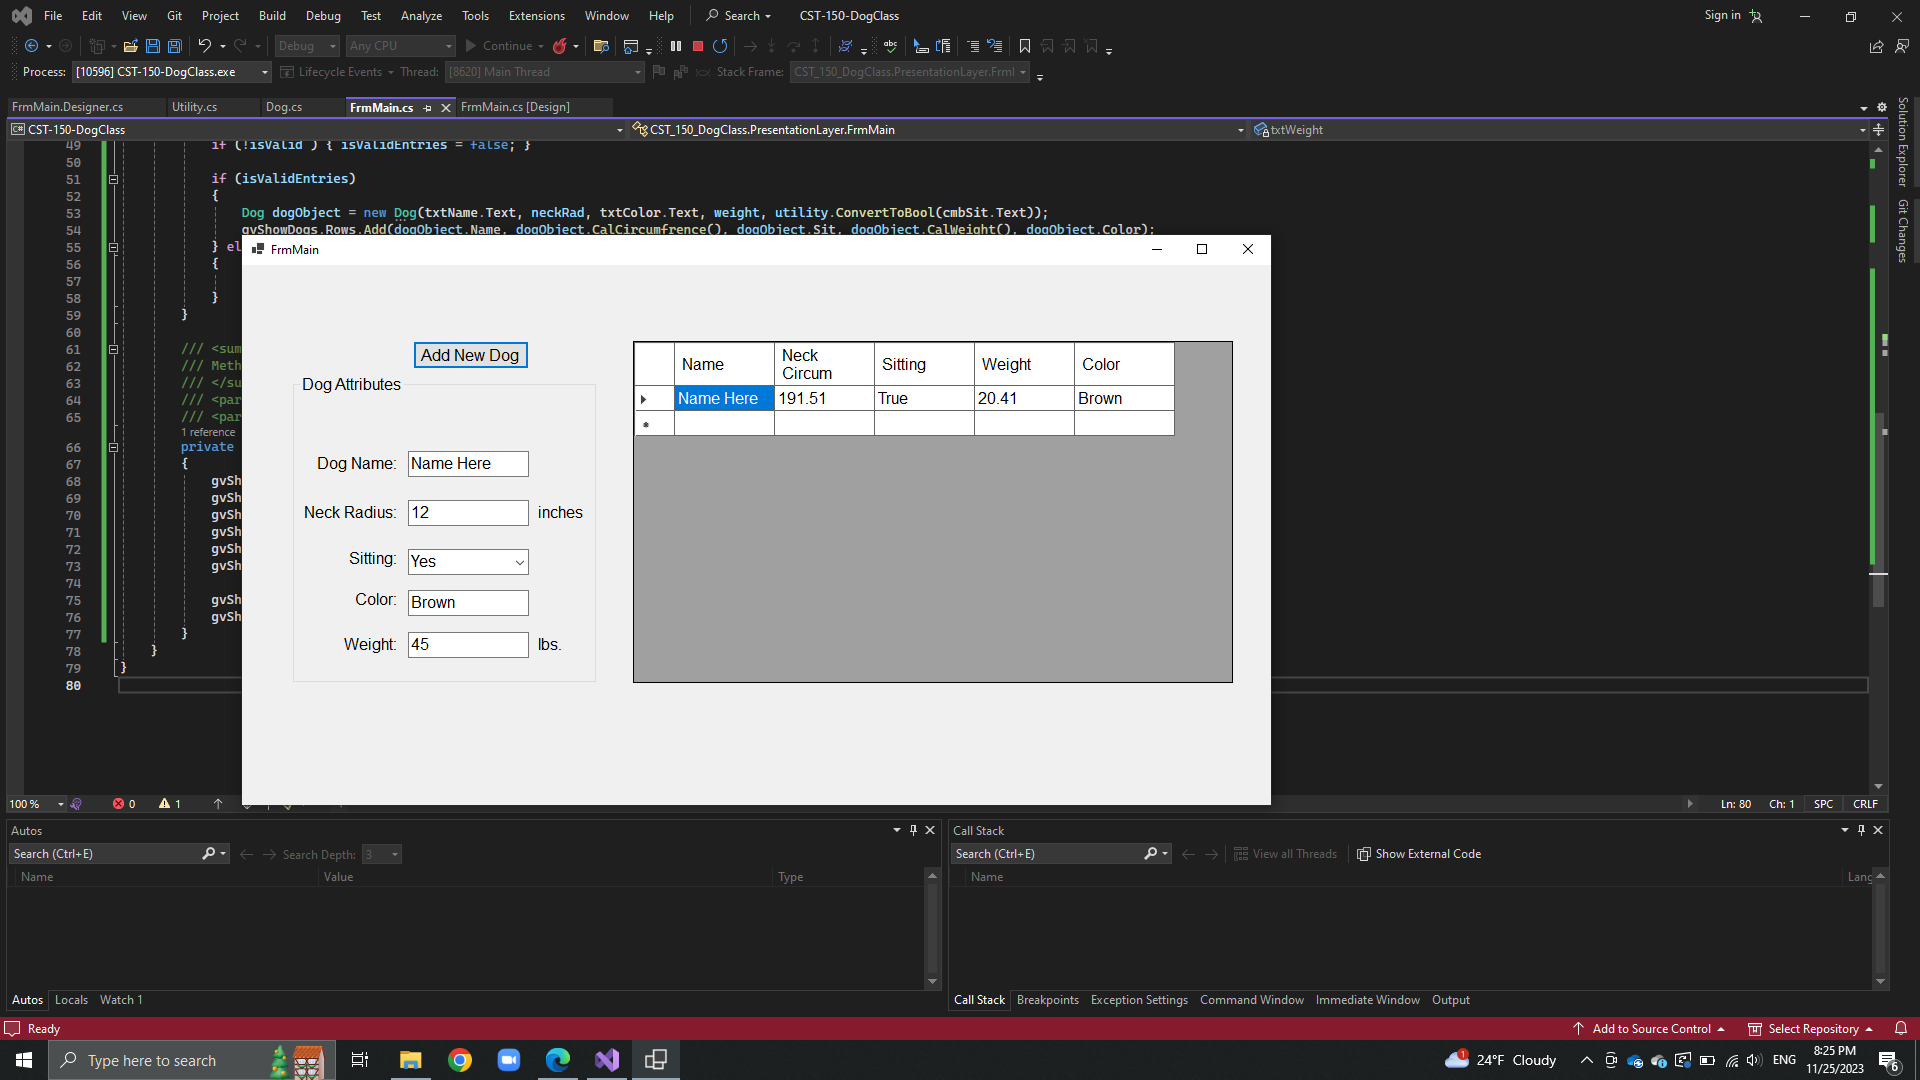 File Edit View Git Project Build Debug Test Analyze Tools Extensions Window Help Search CST-150-DogClass Sign in
Debug Any CPU Continue
Process: [10596] CST-150-DogClass.exe Lifecycle Events Thread: [8620] Main Thread Stack Frame: CST_150_DogClass.PresentationLayer.FrmI
FrmMain.Designer.cs Utility.cs Dog.cs FrmMain.cs FrmMain.cs [Design]
CST-150-DogClass CST_150_DogClass.PresentationLayer.FrmMain txtWeight
49 if (!isValid ) { isValidEntries = false; }
50
51 if (isValidEntries)
52 {
53 Dog dogObject = new Dog(txtName.Text, neckRad, txtColor.Text, weight, utility.ConvertToBool(cmbSit.Text));
54 gvShowDogs.Rows.Add(dogObject.Name, dogObject.CalCircumfrence(), dogObject.Sit, dogObject.CalWeight(), dogObject.Color);
55 } el
56 {
57
58 }
59 }
60
61 /// <sum
62 /// Meth
63 /// </su
64 /// <par
65 /// <par
1 reference
66 private
67 {
68 gvSh
69 gvSh
70 gvSh
71 gvSh
72 gvSh
73 gvSh
74
75 gvSh
76 gvSh
77 }
78 }
79 }
80
FrmMain
Add New Dog
Dog Attributes
Dog Name: Name Here
Neck Radius: 12 inches
Sitting: Yes
Color: Brown
Weight: 45 lbs.
Name Neck Circum Sitting Weight Color
Name Here 191.51 True 20.41 Brown
Solution Explorer
Git Changes
100 % 0 1 Ln: 80 Ch: 1 SPC CRLF
Autos
Search (Ctrl+E) Search Depth: 3
Name Value Type
Autos Locals Watch 1
Call Stack
Search (Ctrl+E) View all Threads Show External Code
Name Lang
Call Stack Breakpoints Exception Settings Command Window Immediate Window Output
Ready Add to Source Control Select Repository
Type here to search 1 24°F Cloudy ENG 8:25 PM
11/25/2023 6